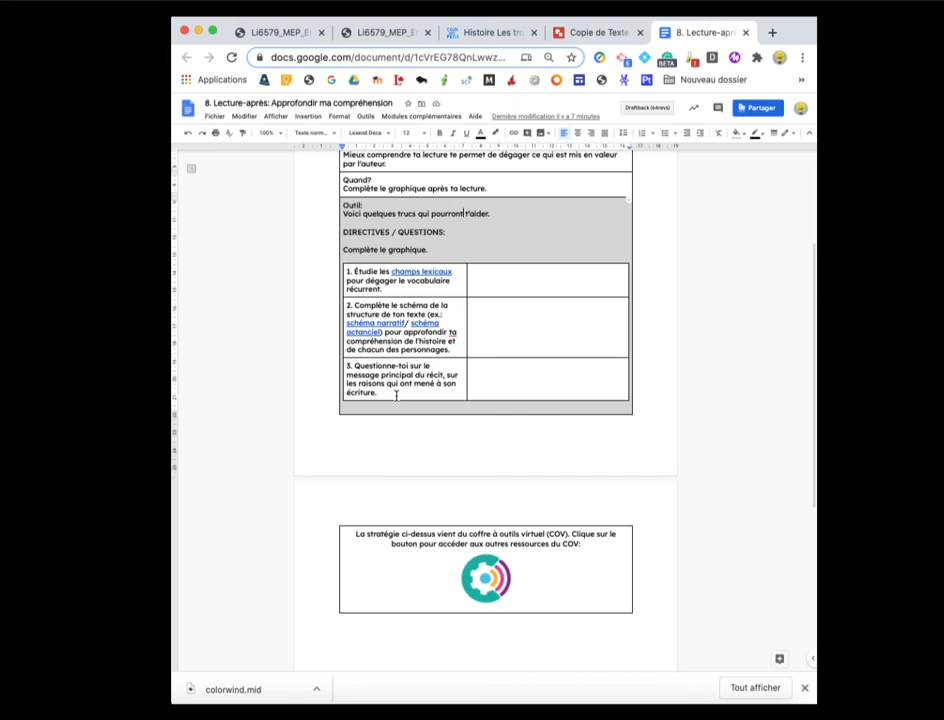 Li6579_MEP_E
Li6579_MEP_E
Histoire Les tro
Copie de Texte
8. Lecture-apr
docs.google.com/document/d/1cVrEG78QnLwwz...
BETA
Applications
Nouveau dossier
8. Lecture-après: Approfondir ma compréhension
Fichier Modifier Afficher Insertion Format Outils Modules complémentaires Aide Dernière modification il y a 7 minutes
Partager
100% Texte norm... Lexend Deca 12
Mieux comprendre ta lecture te permet de dégager ce qui est mis en valeur
par l'auteur.
Quand?
Complète le graphique après ta lecture.
Outil:
Voici quelques trucs qui pourront t'aider.
DIRECTIVES / QUESTIONS:
Complète le graphique.
1. Étudie les champs lexicaux
pour dégager le vocabulaire
récurrent.
2. Complète le schéma de la
structure de ton texte (ex.:
schéma narratif/ schéma
actanciel) pour approfondir ta
compréhension de l'histoire et
de chacun des personnages.
3. Questionne-toi sur le
message principal du récit, sur
les raisons qui ont mené à son
écriture.
La stratégie ci-dessus vient du coffre à outils virtuel (COV). Clique sur le
bouton pour accéder aux autres ressources du COV:
colorwind.mid
Tout afficher